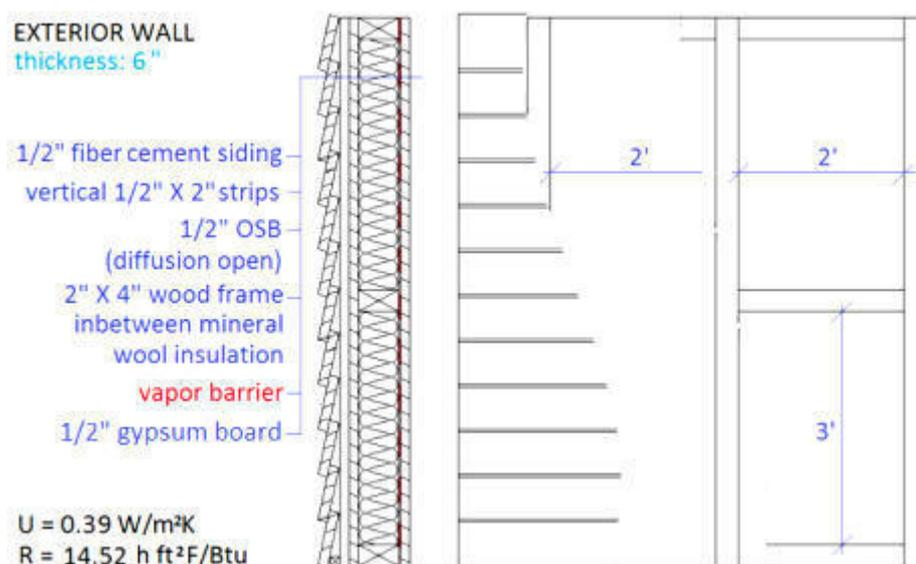 EXTERIOR WALL
thickness: 6"
1/2" fiber cement siding
vertical 1/2" X 2" strips
1/2" OSB
(diffusion open)
2" X 4" wood frame
inbetween mineral
wool insulation
vapor barrier
1/2" gypsum board
U = 0.39 W/m²K
R = 14.52 h ft²F/Btu
2'
2'
3'